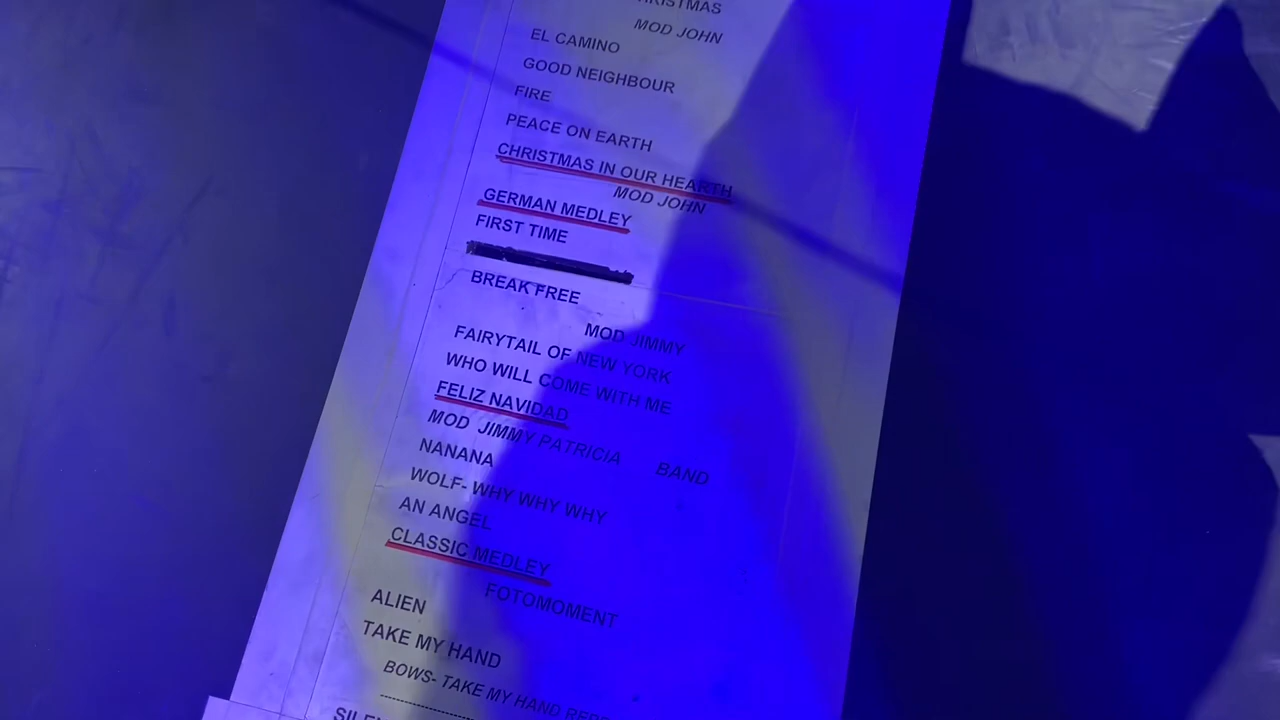 MOD JOHN
EL CAMINO
GOOD NEIGHBOUR
FIRE
PEACE ON EARTH
CHRISTMAS IN OUR HEARTH
MOD JOHN
GERMAN MEDLEY
FIRST TIME
BREAK FREE
MOD JIMMY
FAIRYTAIL OF NEW YORK
WHO WILL COME WITH ME
FELIZ NAVIDAD
MOD JIMMY PATRICIA BAND
NANANA
WOLF- WHY WHY WHY
AN ANGEL
CLASSIC MEDLEY
FOTOMOMENT
ALIEN
TAKE MY HAND
BOWS- TAKE MY HAND